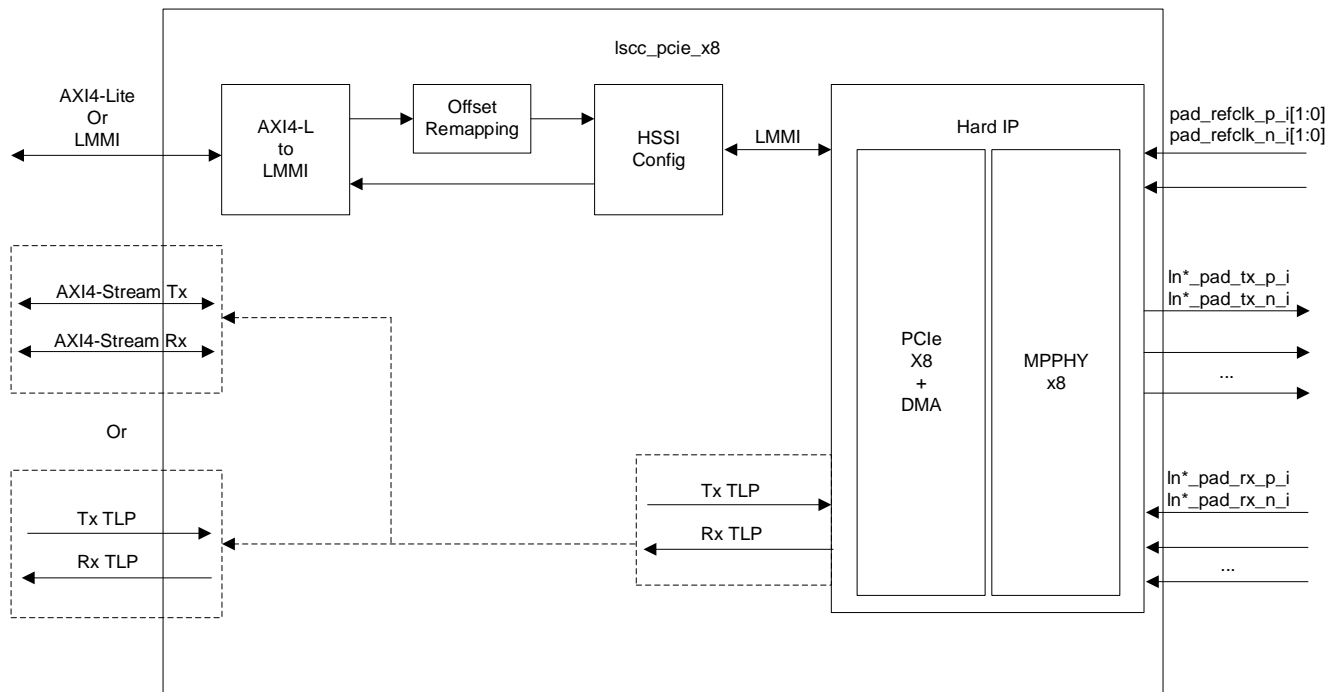 lscc_pcie_x8
AXI4-Lite
Or
LMMI
AXI4-L
to
LMMI
Offset
Remapping
HSSI
Config
LMMI
Hard IP
pad_refclk_p_i[1:0]
pad_refclk_n_i[1:0]
AXI4-Stream Tx
AXI4-Stream Rx
Or
Tx TLP
Rx TLP
Tx TLP
Rx TLP
PCIe
X8
+
DMA
MPPHY
x8
ln*_pad_tx_p_i
ln*_pad_tx_n_i
...
ln*_pad_rx_p_i
ln*_pad_rx_n_i
...